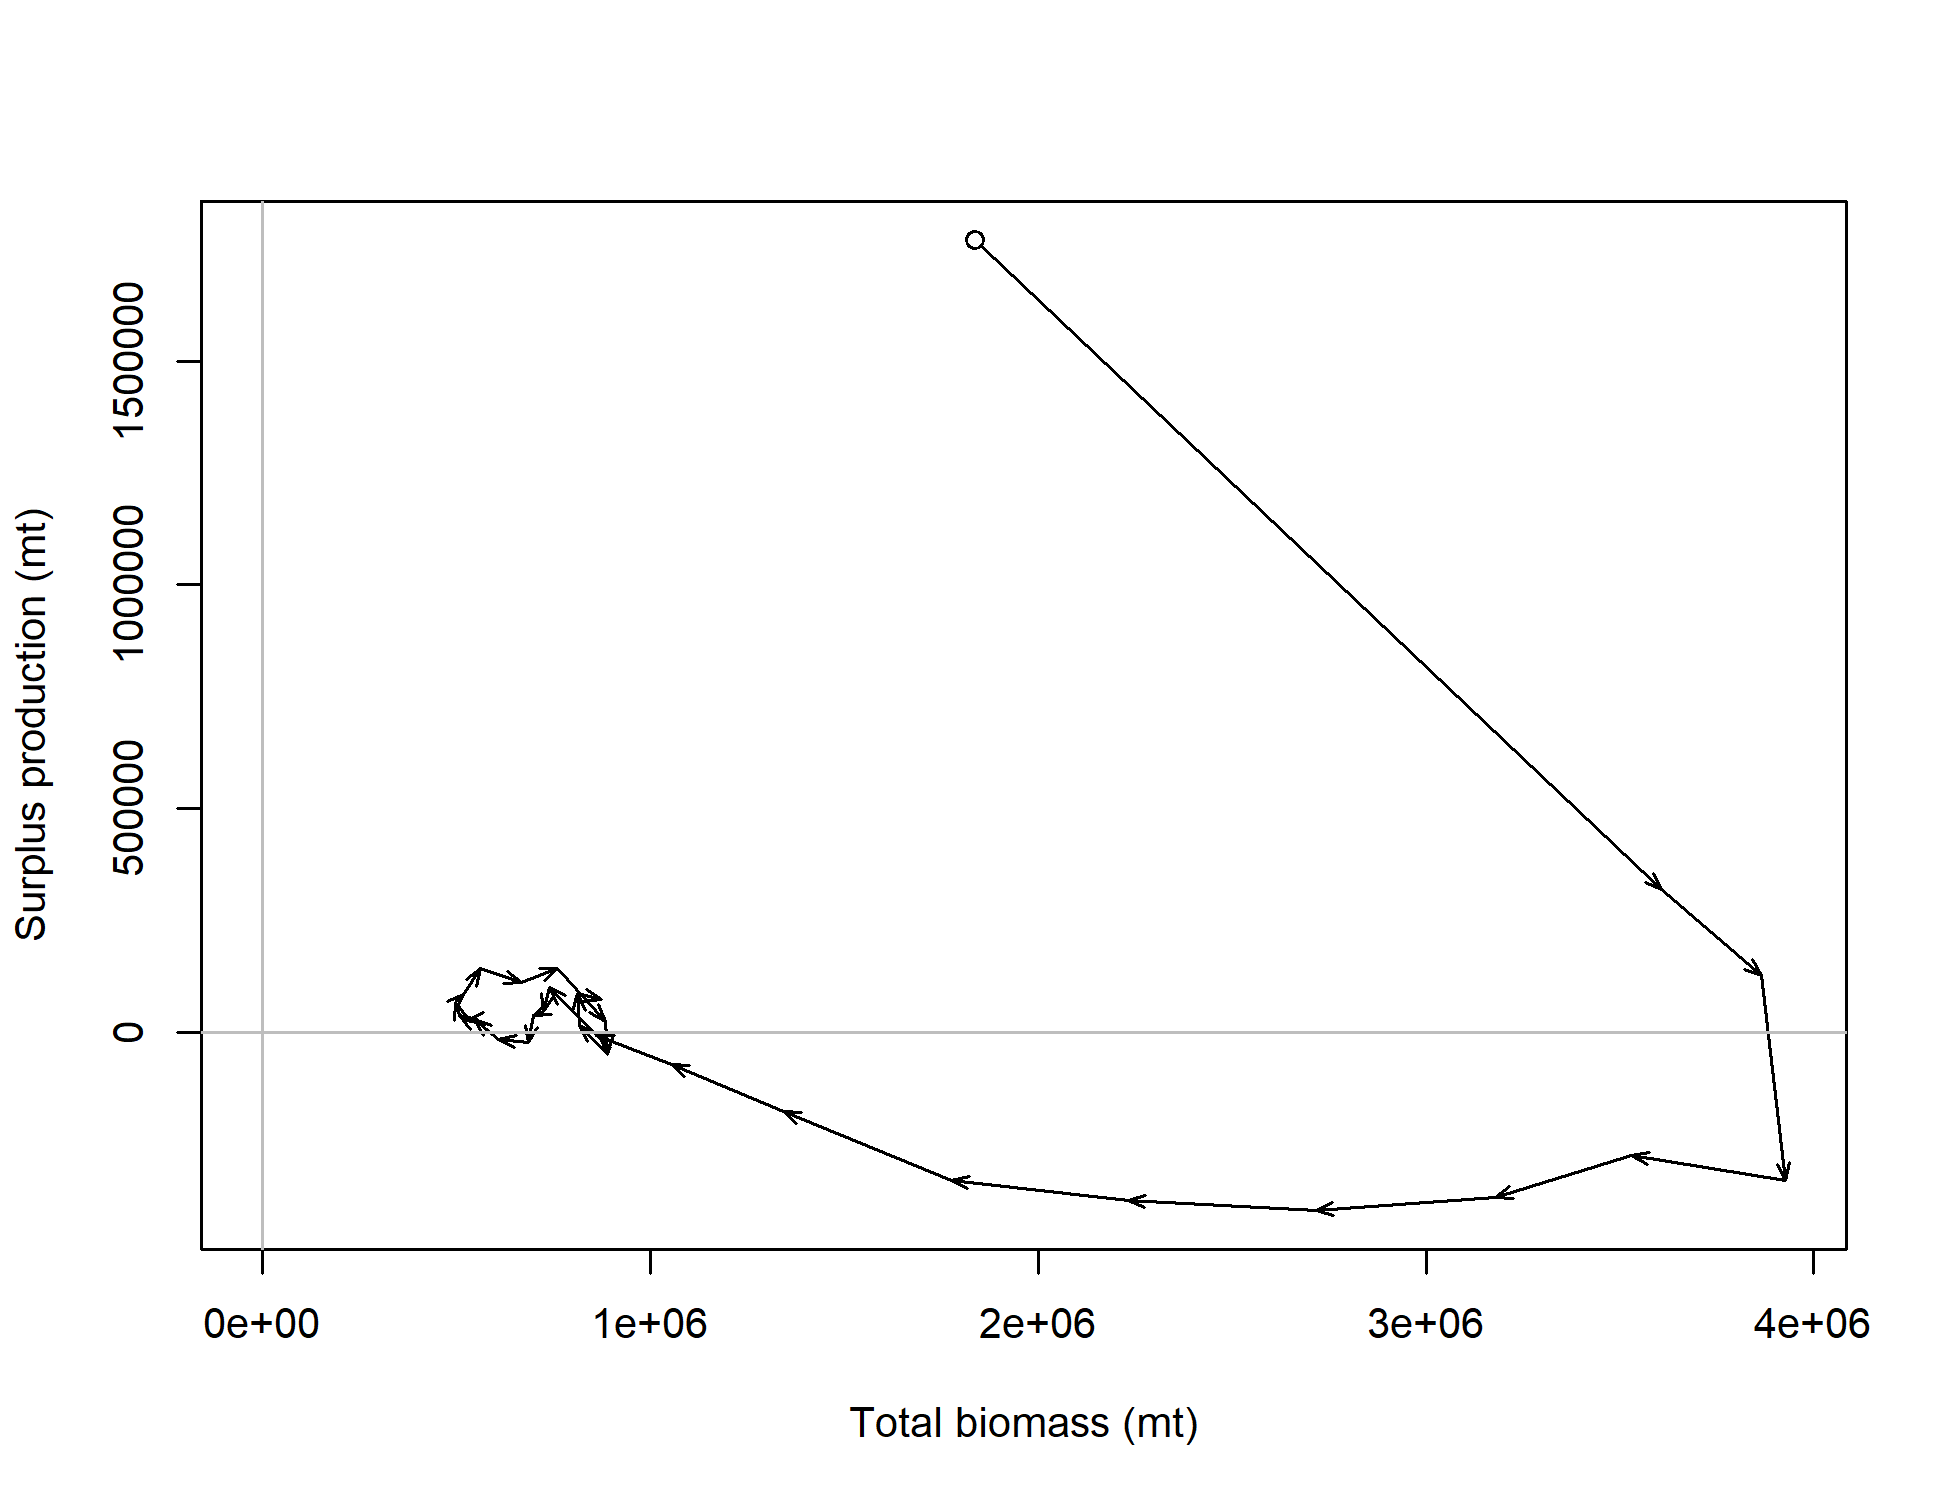 Surplus production (mt)
1500000
1000000
500000
0
0e+00 1e+06 2e+06 3e+06 4e+06
Total biomass (mt)